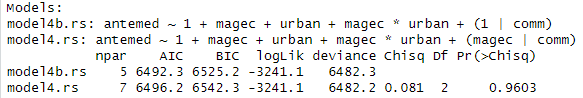 Models:
model4b.rs: antemed ~ 1 + magec + urban + magec * urban + (1 | comm)
model4.rs: antemed ~ 1 + magec + urban + magec * urban + (magec | comm)
npar AIC BIC logLik deviance Chisq Df Pr(>Chisq)
model4b.rs 5 6492.3 6525.2 -3241.1 6482.3
model4.rs 7 6496.2 6542.3 -3241.1 6482.2 0.081 2 0.9603